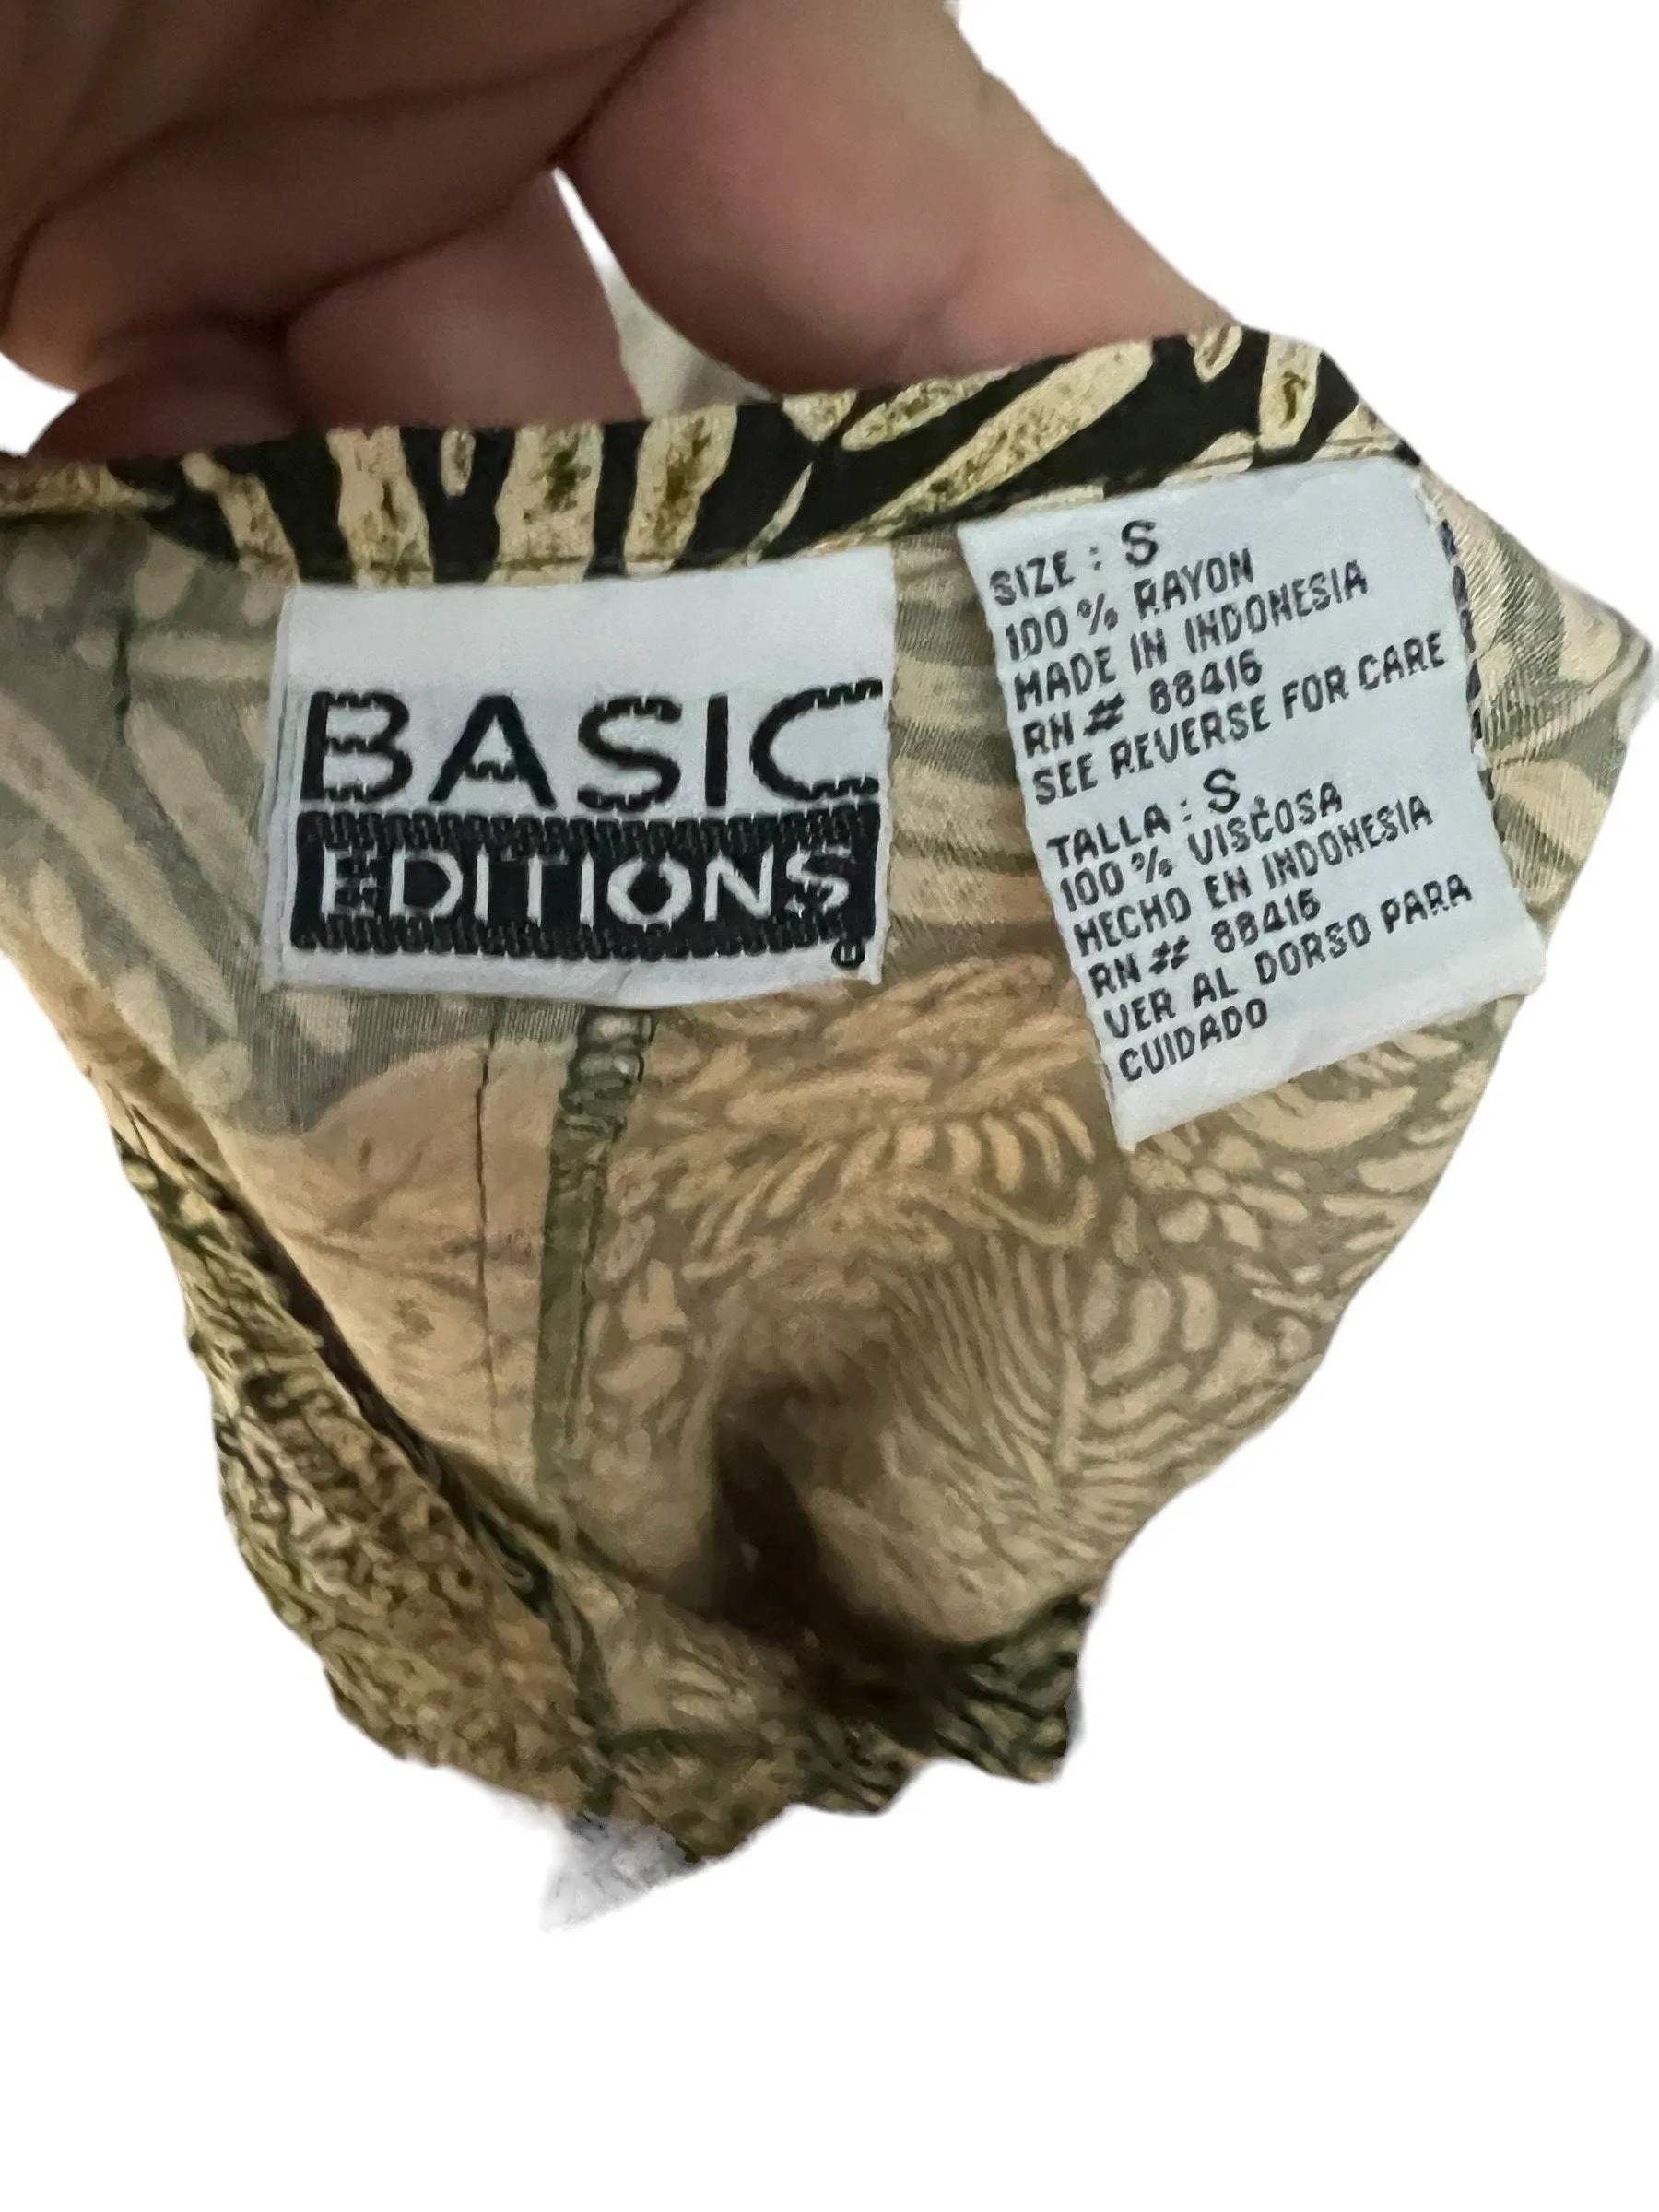 BASIC
EDITIONS
SIZE : S
100% RAYON
MADE IN INDONESIA
RN # 88416
SEE REVERSE FOR CARE
TALLA : S
100% VISCOSA
HECHO EN INDONESIA
RN # 88416
VER AL DORSO PARA
CUIDADO